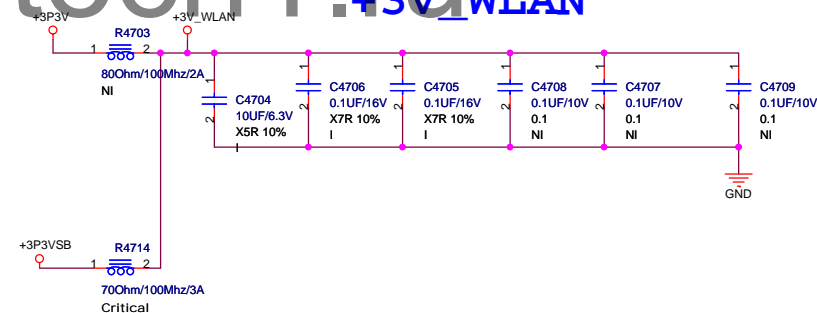 +3V_WLAN
+3P3V
R4703
+3V_WLAN
1
2
80Ohm/100Mhz/2A
NI
1
2
C4704
10UF/6.3V
X5R 10%
I
1
2
C4706
0.1UF/16V
X7R 10%
I
1
2
C4705
0.1UF/16V
X7R 10%
I
1
2
C4708
0.1UF/10V
0.1
NI
1
2
C4707
0.1UF/10V
0.1
NI
1
2
C4709
0.1UF/10V
0.1
NI
GND
+3P3VSB
R4714
1
2
70Ohm/100Mhz/3A
Critical